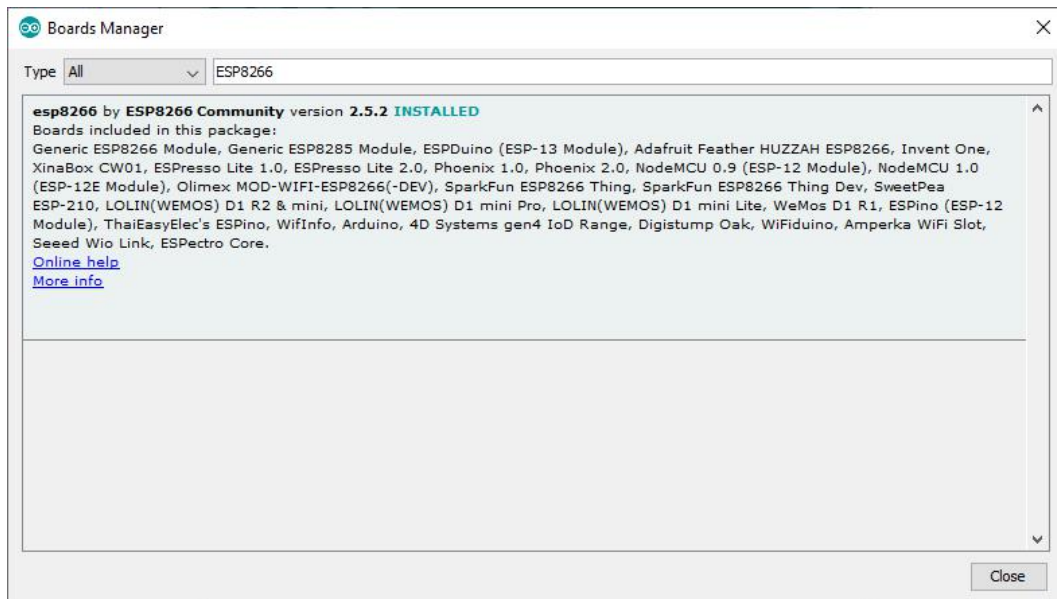 Boards Manager
Type All ESP8266
esp8266 by ESP8266 Community version 2.5.2 INSTALLED
Boards included in this package:
Generic ESP8266 Module, Generic ESP8285 Module, ESPDuino (ESP-13 Module), Adafruit Feather HUZZAH ESP8266, Invent One,
XinaBox CW01, ESPresso Lite 1.0, ESPresso Lite 2.0, Phoenix 1.0, Phoenix 2.0, NodeMCU 0.9 (ESP-12 Module), NodeMCU 1.0
(ESP-12E Module), Olimex MOD-WIFI-ESP8266(-DEV), SparkFun ESP8266 Thing, SparkFun ESP8266 Thing Dev, SweetPea
ESP-210, LOLIN(WEMOS) D1 R2 & mini, LOLIN(WEMOS) D1 mini Pro, LOLIN(WEMOS) D1 mini Lite, WeMos D1 R1, ESPino (ESP-12
Module), ThaiEasyElec's ESPino, WifInfo, Arduino, 4D Systems gen4 IoD Range, Digistump Oak, WiFiduino, Amperka WiFi Slot,
Seeed Wio Link, ESPectro Core.
Online help
More info
Close